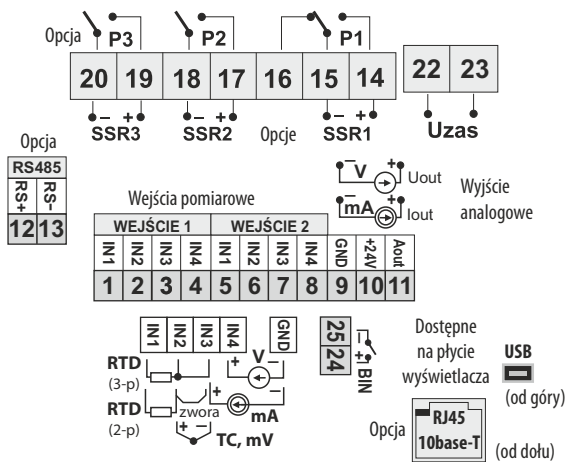 Opcja P3 P2 P1
20 19 18 17 16 15 14 22 23
– + – + – +
SSR3 SSR2 Opcje SSR1 Uzas
Opcja
RS485
RS+ RS-
12 13
– V + Uout
– mA + Iout
Wyjście
analogowe
Wejścia pomiarowe
WEJŚCIE 1 WEJŚCIE 2
IN1 IN2 IN3 IN4 IN1 IN2 IN3 IN4 GND +24V Aout
1 2 3 4 5 6 7 8 9 10 11
IN1 IN2 IN3 IN4 GND
RTD
(3-p)
+ V –
RTD
(2-p)
zwora
+ – mA
+ –
TC, mV
25 –
24 +
BIN
Dostępne
na płycie
wyświetlacza
USB
(od góry)
Opcja
RJ45
10base-T
(od dołu)